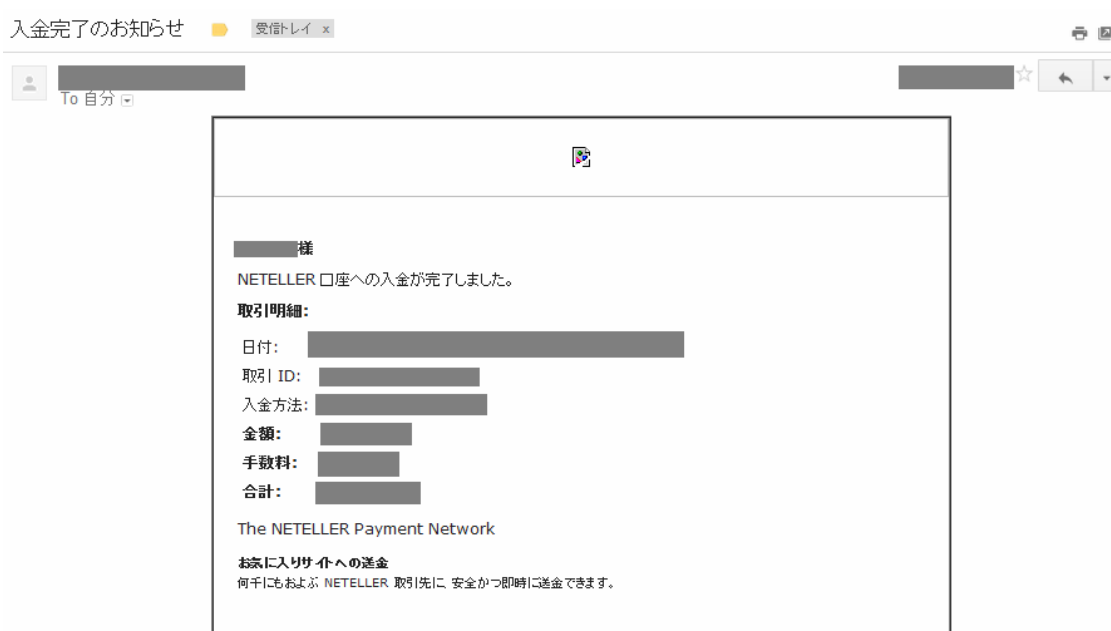 入金完了のお知らせ
受信トレイ x
To 自分
様
NETELLER 口座への入金が完了しました。
取引明細:
日付:
取引 ID:
入金方法:
金額:
手数料:
合計:
The NETELLER Payment Network
お気に入りサイトへの送金
何千にもおよぶ NETELLER 取引先に、安全かつ即時に送金できます。